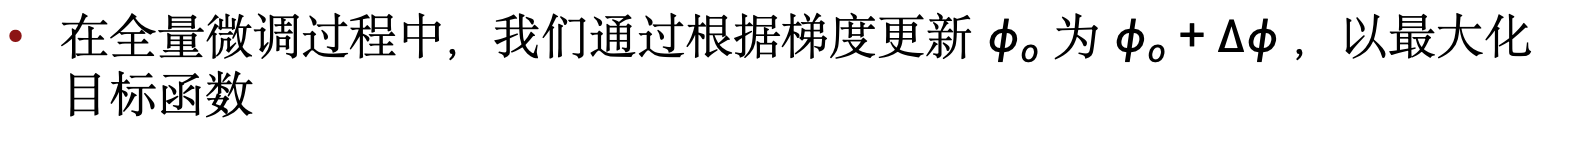 • 在全量微调过程中，我们通过根据梯度更新 ϕₒ 为 ϕₒ + Δϕ ，以最大化
目标函数